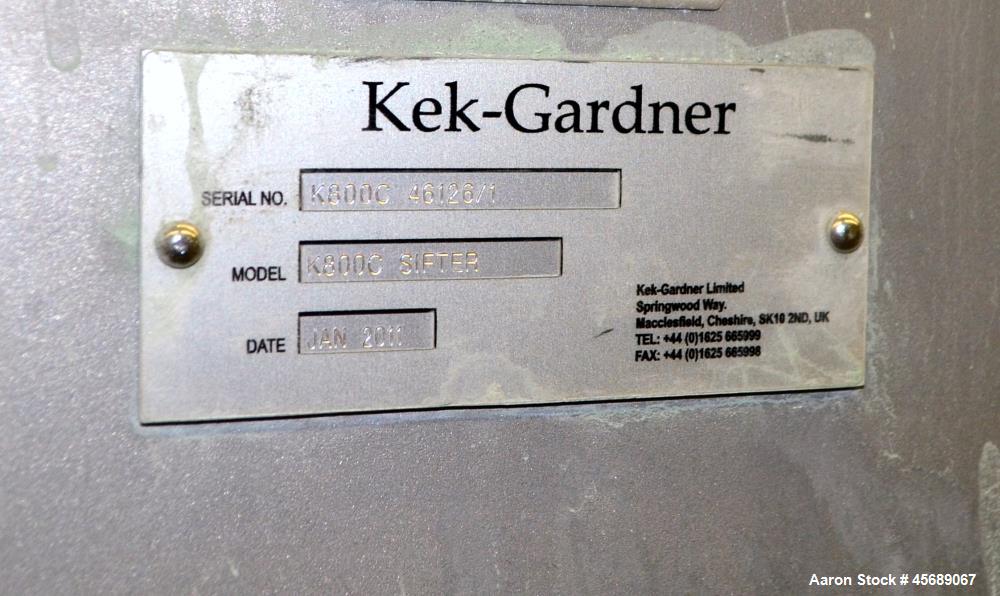 Kek-Gardner
SERIAL NO. K800C 46126/1
MODEL K800C SIFTER
DATE JAN 2011
Kek-Gardner Limited
Springwood Way.
Macclesfield, Cheshire, SK10 2ND, UK
TEL: +44 (0)1625 665999
FAX: +44 (0)1625 665998
Aaron Stock # 45689067